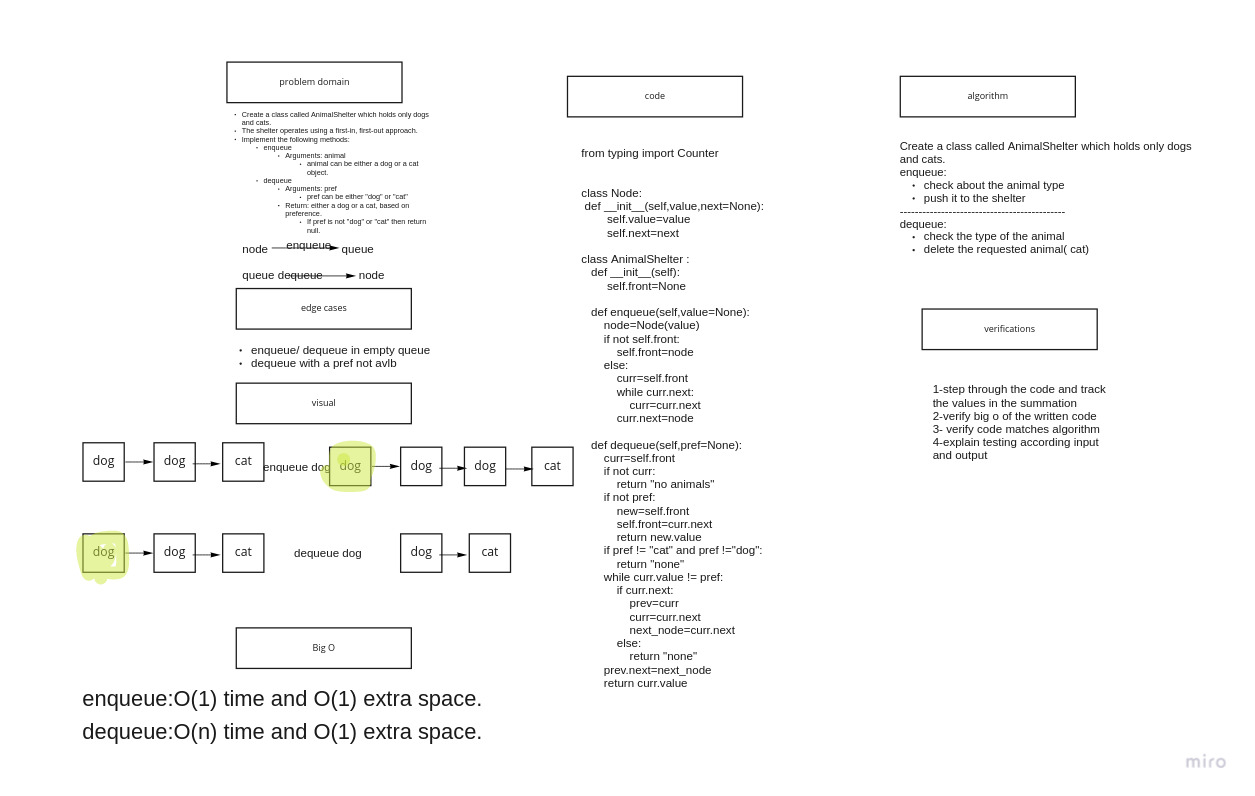 problem domain
Create a class called AnimalShelter which holds only dogs
and cats.
The shelter operates using a first-in, first-out approach.
Implement the following methods:
enqueue
Arguments: animal
animal can be either a dog or a cat
object.
dequeue
Arguments: pref
pref can be either "dog" or "cat"
Return: either a dog or a cat, based on
preference.
If pref is not "dog" or "cat" then return
null.
node enqueue queue
queue dequeue node
edge cases
enqueue/ dequeue in empty queue
dequeue with a pref not avlb
visual
dog dog cat enqueue dog dog dog dog cat
dog dog cat dequeue dog dog cat
Big O
enqueue:O(1) time and O(1) extra space.
dequeue:O(n) time and O(1) extra space.
code
from typing import Counter
class Node:
def __init__(self,value,next=None):
self.value=value
self.next=next
class AnimalShelter :
def __init__(self):
self.front=None
def enqueue(self,value=None):
node=Node(value)
if not self.front:
self.front=node
else:
curr=self.front
while curr.next:
curr=curr.next
curr.next=node
def dequeue(self,pref=None):
curr=self.front
if not curr:
return "no animals"
if not pref:
new=self.front
self.front=curr.next
return new.value
if pref != "cat" and pref !="dog":
return "none"
while curr.value != pref:
if curr.next:
prev=curr
curr=curr.next
next_node=curr.next
else:
return "none"
prev.next=next_node
return curr.value
algorithm
Create a class called AnimalShelter which holds only dogs
and cats.
enqueue:
check about the animal type
push it to the shelter
--------------------------------------------
dequeue:
check the type of the animal
delete the requested animal( cat)
verifications
1-step through the code and track
the values in the summation
2-verify big o of the written code
3- verify code matches algorithm
4-explain testing according input
and output
miro